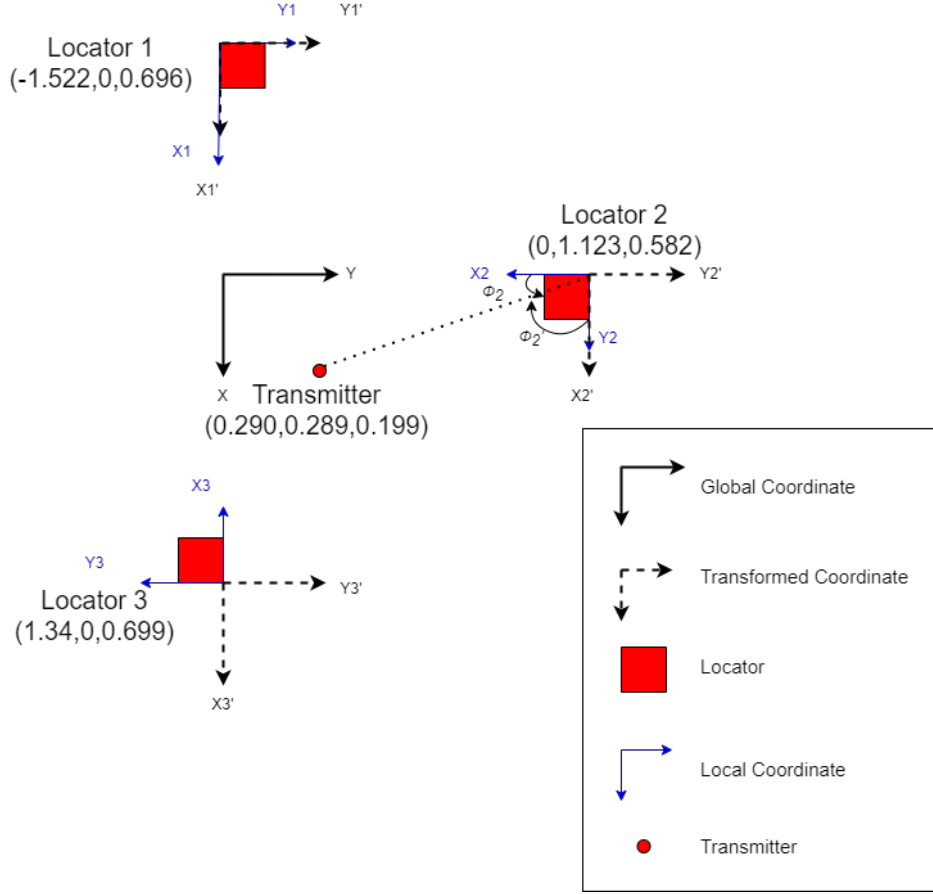 Y1
Y1'
Locator 1
(-1.522,0,0.696)
X1
X1'
Locator 2
(0,1.123,0.582)
Y
X2
Y2'
Φ2
Φ2'
Y2
X
X2'
Transmitter
(0.290,0.289,0.199)
X3
Y3
Y3'
Locator 3
(1.34,0,0.699)
X3'
Global Coordinate
Transformed Coordinate
Locator
Local Coordinate
Transmitter